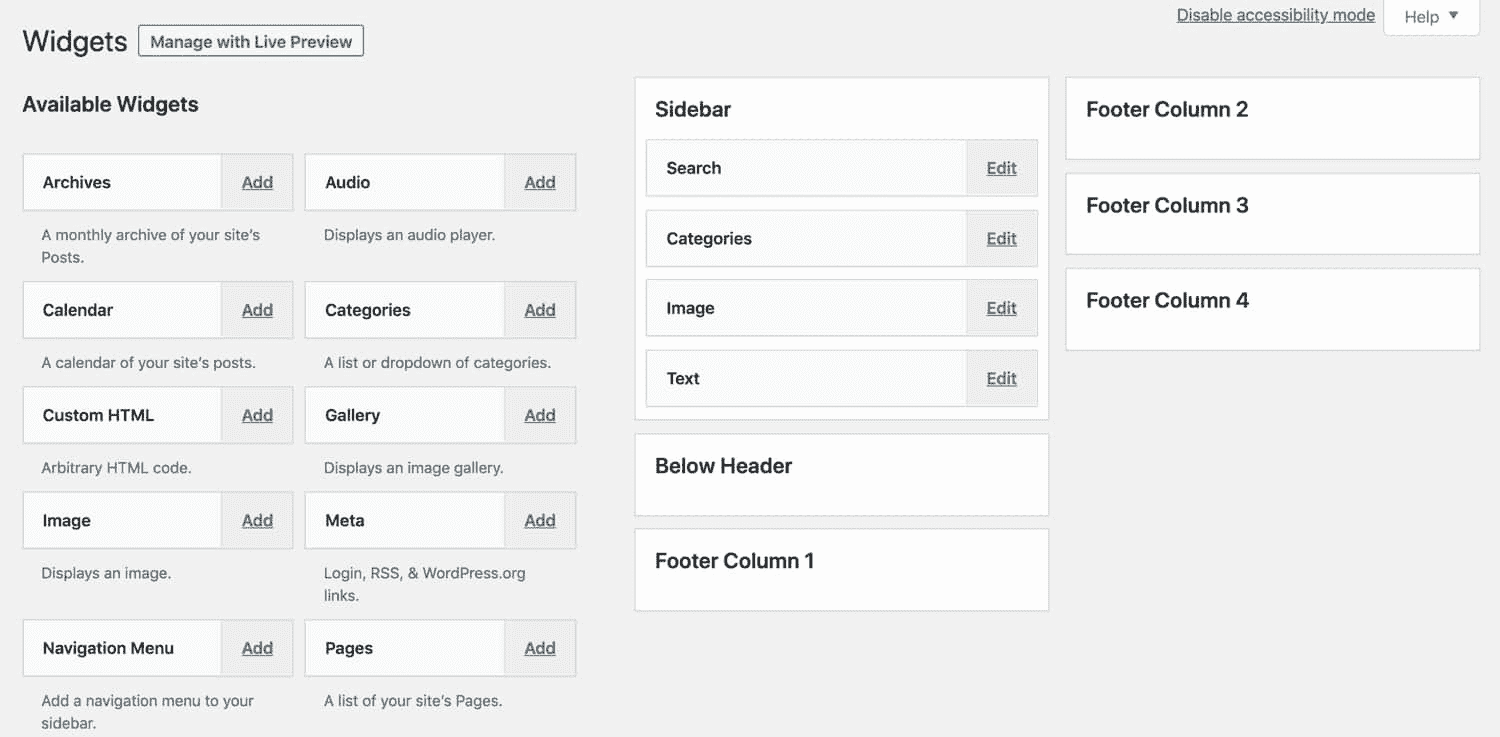 Disable accessibility mode
Help
Widgets
Manage with Live Preview
Available Widgets
Archives Add
A monthly archive of your site’s
Posts.
Audio Add
Displays an audio player.
Calendar Add
A calendar of your site’s posts.
Categories Add
A list or dropdown of categories.
Custom HTML Add
Arbitrary HTML code.
Gallery Add
Displays an image gallery.
Image Add
Displays an image.
Meta Add
Login, RSS, & WordPress.org
links.
Navigation Menu Add
Add a navigation menu to your
sidebar.
Pages Add
A list of your site’s Pages.
Sidebar
Search Edit
Categories Edit
Image Edit
Text Edit
Below Header
Footer Column 1
Footer Column 2
Footer Column 3
Footer Column 4